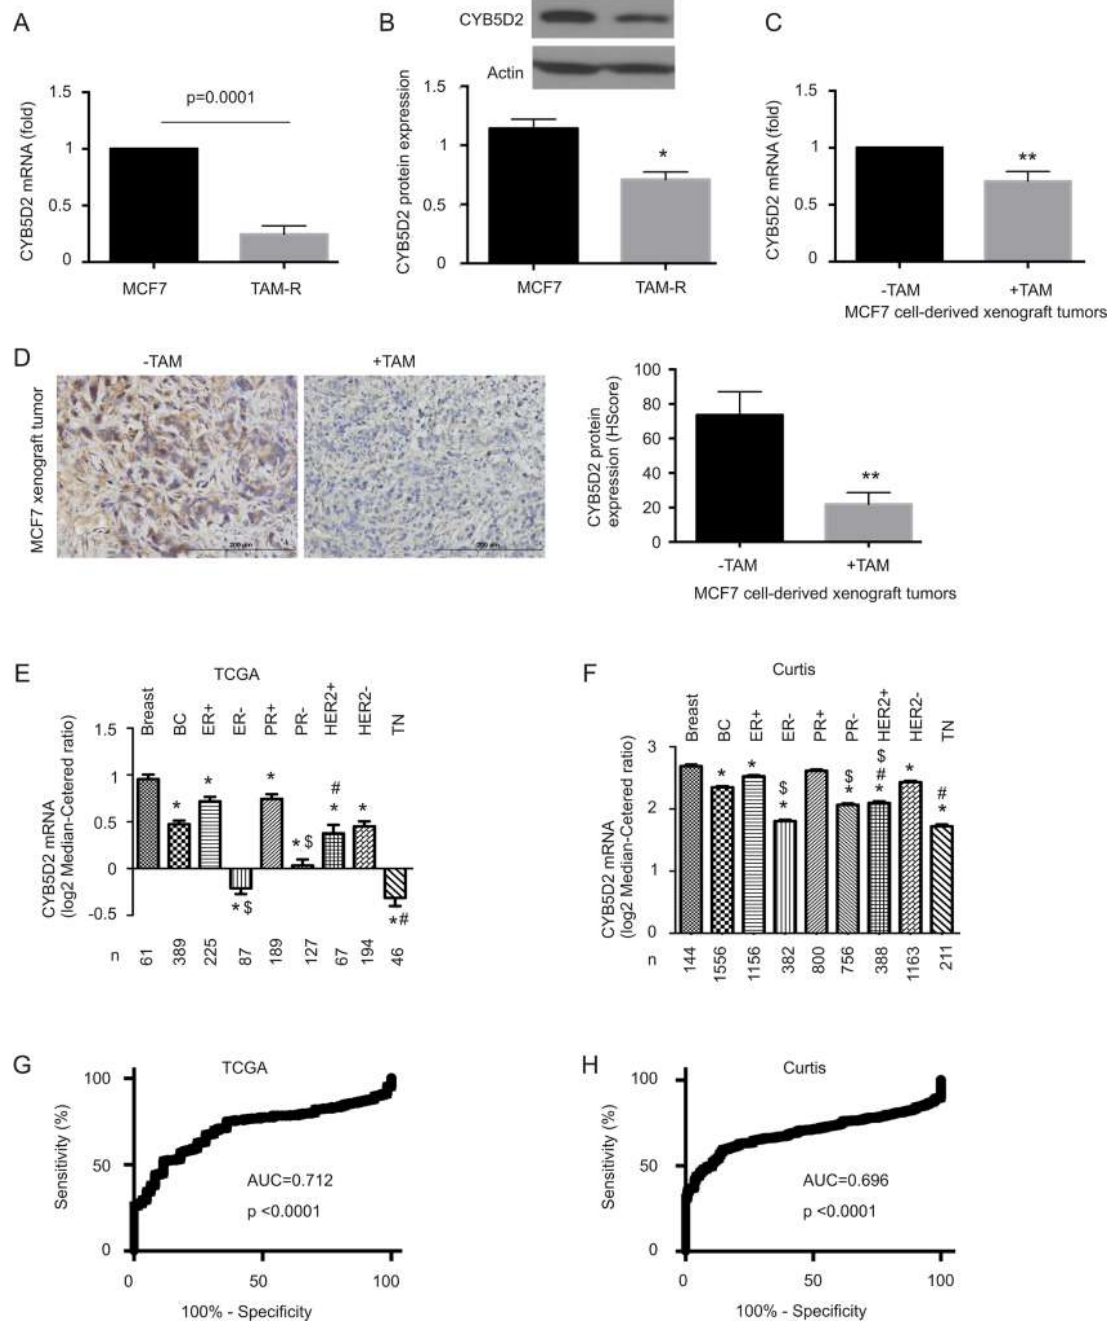 A
CYB5D2 mRNA (fold)
1.5
1
0.5
0
p=0.0001
MCF7
TAM-R
B
CYB5D2
Actin
CYB5D2 protein expression
1.5
1
0.5
0
*
MCF7
TAM-R
C
CYB5D2 mRNA (fold)
1.5
1
0.5
0
**
-TAM
+TAM
MCF7 cell-derived xenograft tumors
D
-TAM
+TAM
MCF7 xenograft tumor
200 µm
200 µm
CYB5D2 protein
expression (HScore)
100
80
60
40
20
0
**
-TAM
+TAM
MCF7 cell-derived xenograft tumors
E
TCGA
Breast
BC
ER+
ER-
PR+
PR-
HER2+
HER2-
TN
CYB5D2 mRNA
(log2 Median-Cetered ratio)
1.5
1
0.5
0
-0.5
*
*
* $
*
* $
#
*
*
*#
n
61
389
225
87
189
127
67
194
46
F
Curtis
Breast
BC
ER+
ER-
PR+
PR-
HER2+
HER2-
TN
CYB5D2 mRNA
(log2 Median-Cetered ratio)
3
2
1
0
*
*
$
*
$
*
$
#
*
*
#
*
n
144
1556
1156
382
800
756
388
1163
211
G
TCGA
Sensitivity (%)
100
50
0
AUC=0.712
p <0.0001
0
50
100
100% - Specificity
H
Curtis
Sensitivity (%)
100
50
0
AUC=0.696
p <0.0001
0
50
100
100% - Specificity